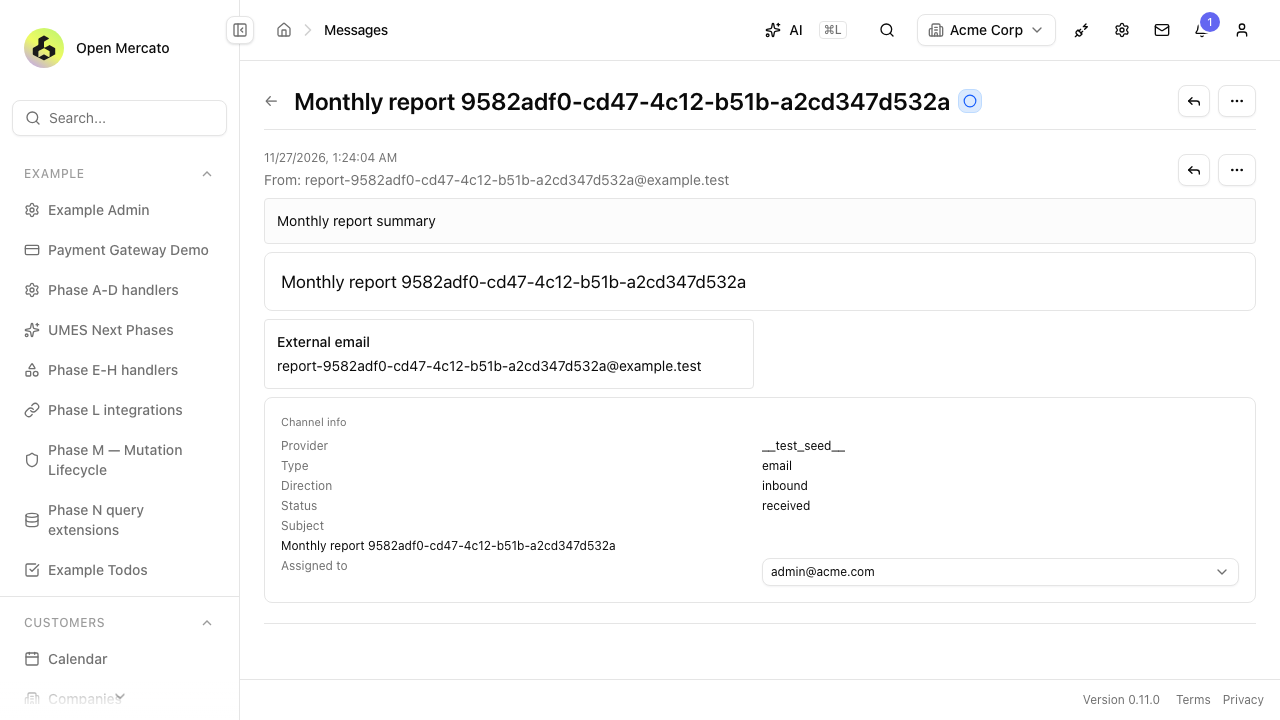 Open Mercato
Search...
EXAMPLE
Example Admin
Payment Gateway Demo
Phase A-D handlers
UMES Next Phases
Phase E-H handlers
Phase L integrations
Phase M — Mutation
Lifecycle
Phase N query
extensions
Example Todos
CUSTOMERS
Calendar
Companies
Messages
AI
⌘L
Acme Corp
1
Monthly report 9582adf0-cd47-4c12-b51b-a2cd347d532a
11/27/2026, 1:24:04 AM
From: report-9582adf0-cd47-4c12-b51b-a2cd347d532a@example.test
Monthly report summary
Monthly report 9582adf0-cd47-4c12-b51b-a2cd347d532a
External email
report-9582adf0-cd47-4c12-b51b-a2cd347d532a@example.test
Channel info
Provider __test_seed__
Type email
Direction inbound
Status received
Subject
Monthly report 9582adf0-cd47-4c12-b51b-a2cd347d532a
Assigned to admin@acme.com
Version 0.11.0 Terms Privacy